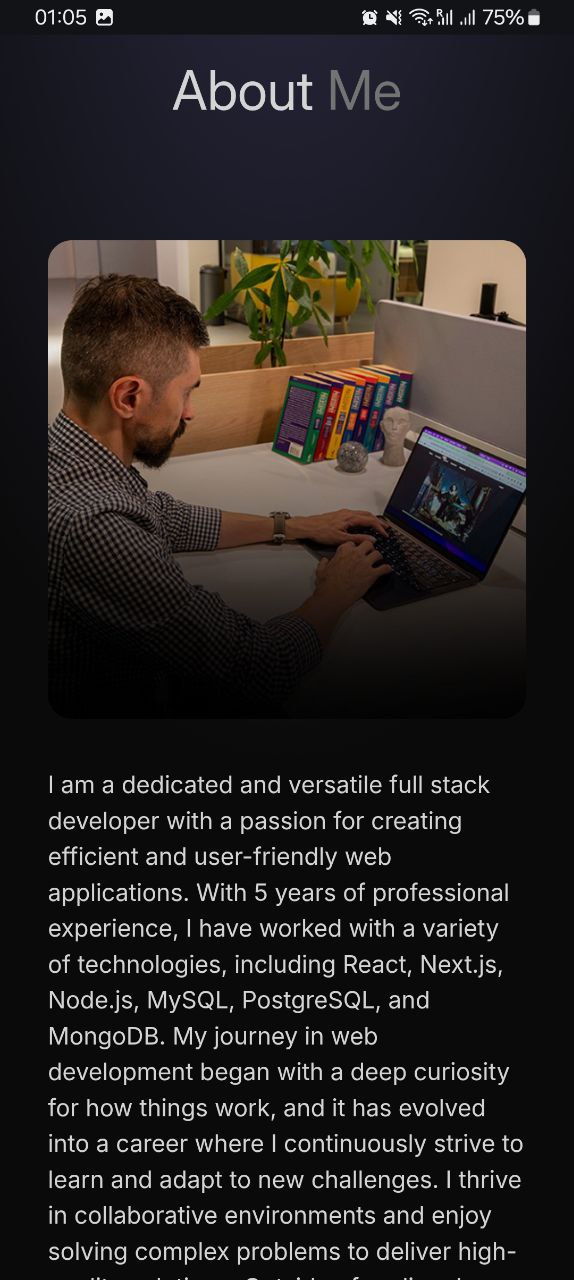 01:05
75%
About Me
I am a dedicated and versatile full stack
developer with a passion for creating
efficient and user-friendly web
applications. With 5 years of professional
experience, I have worked with a variety
of technologies, including React, Next.js,
Node.js, MySQL, PostgreSQL, and
MongoDB. My journey in web
development began with a deep curiosity
for how things work, and it has evolved
into a career where I continuously strive to
learn and adapt to new challenges. I thrive
in collaborative environments and enjoy
solving complex problems to deliver high-